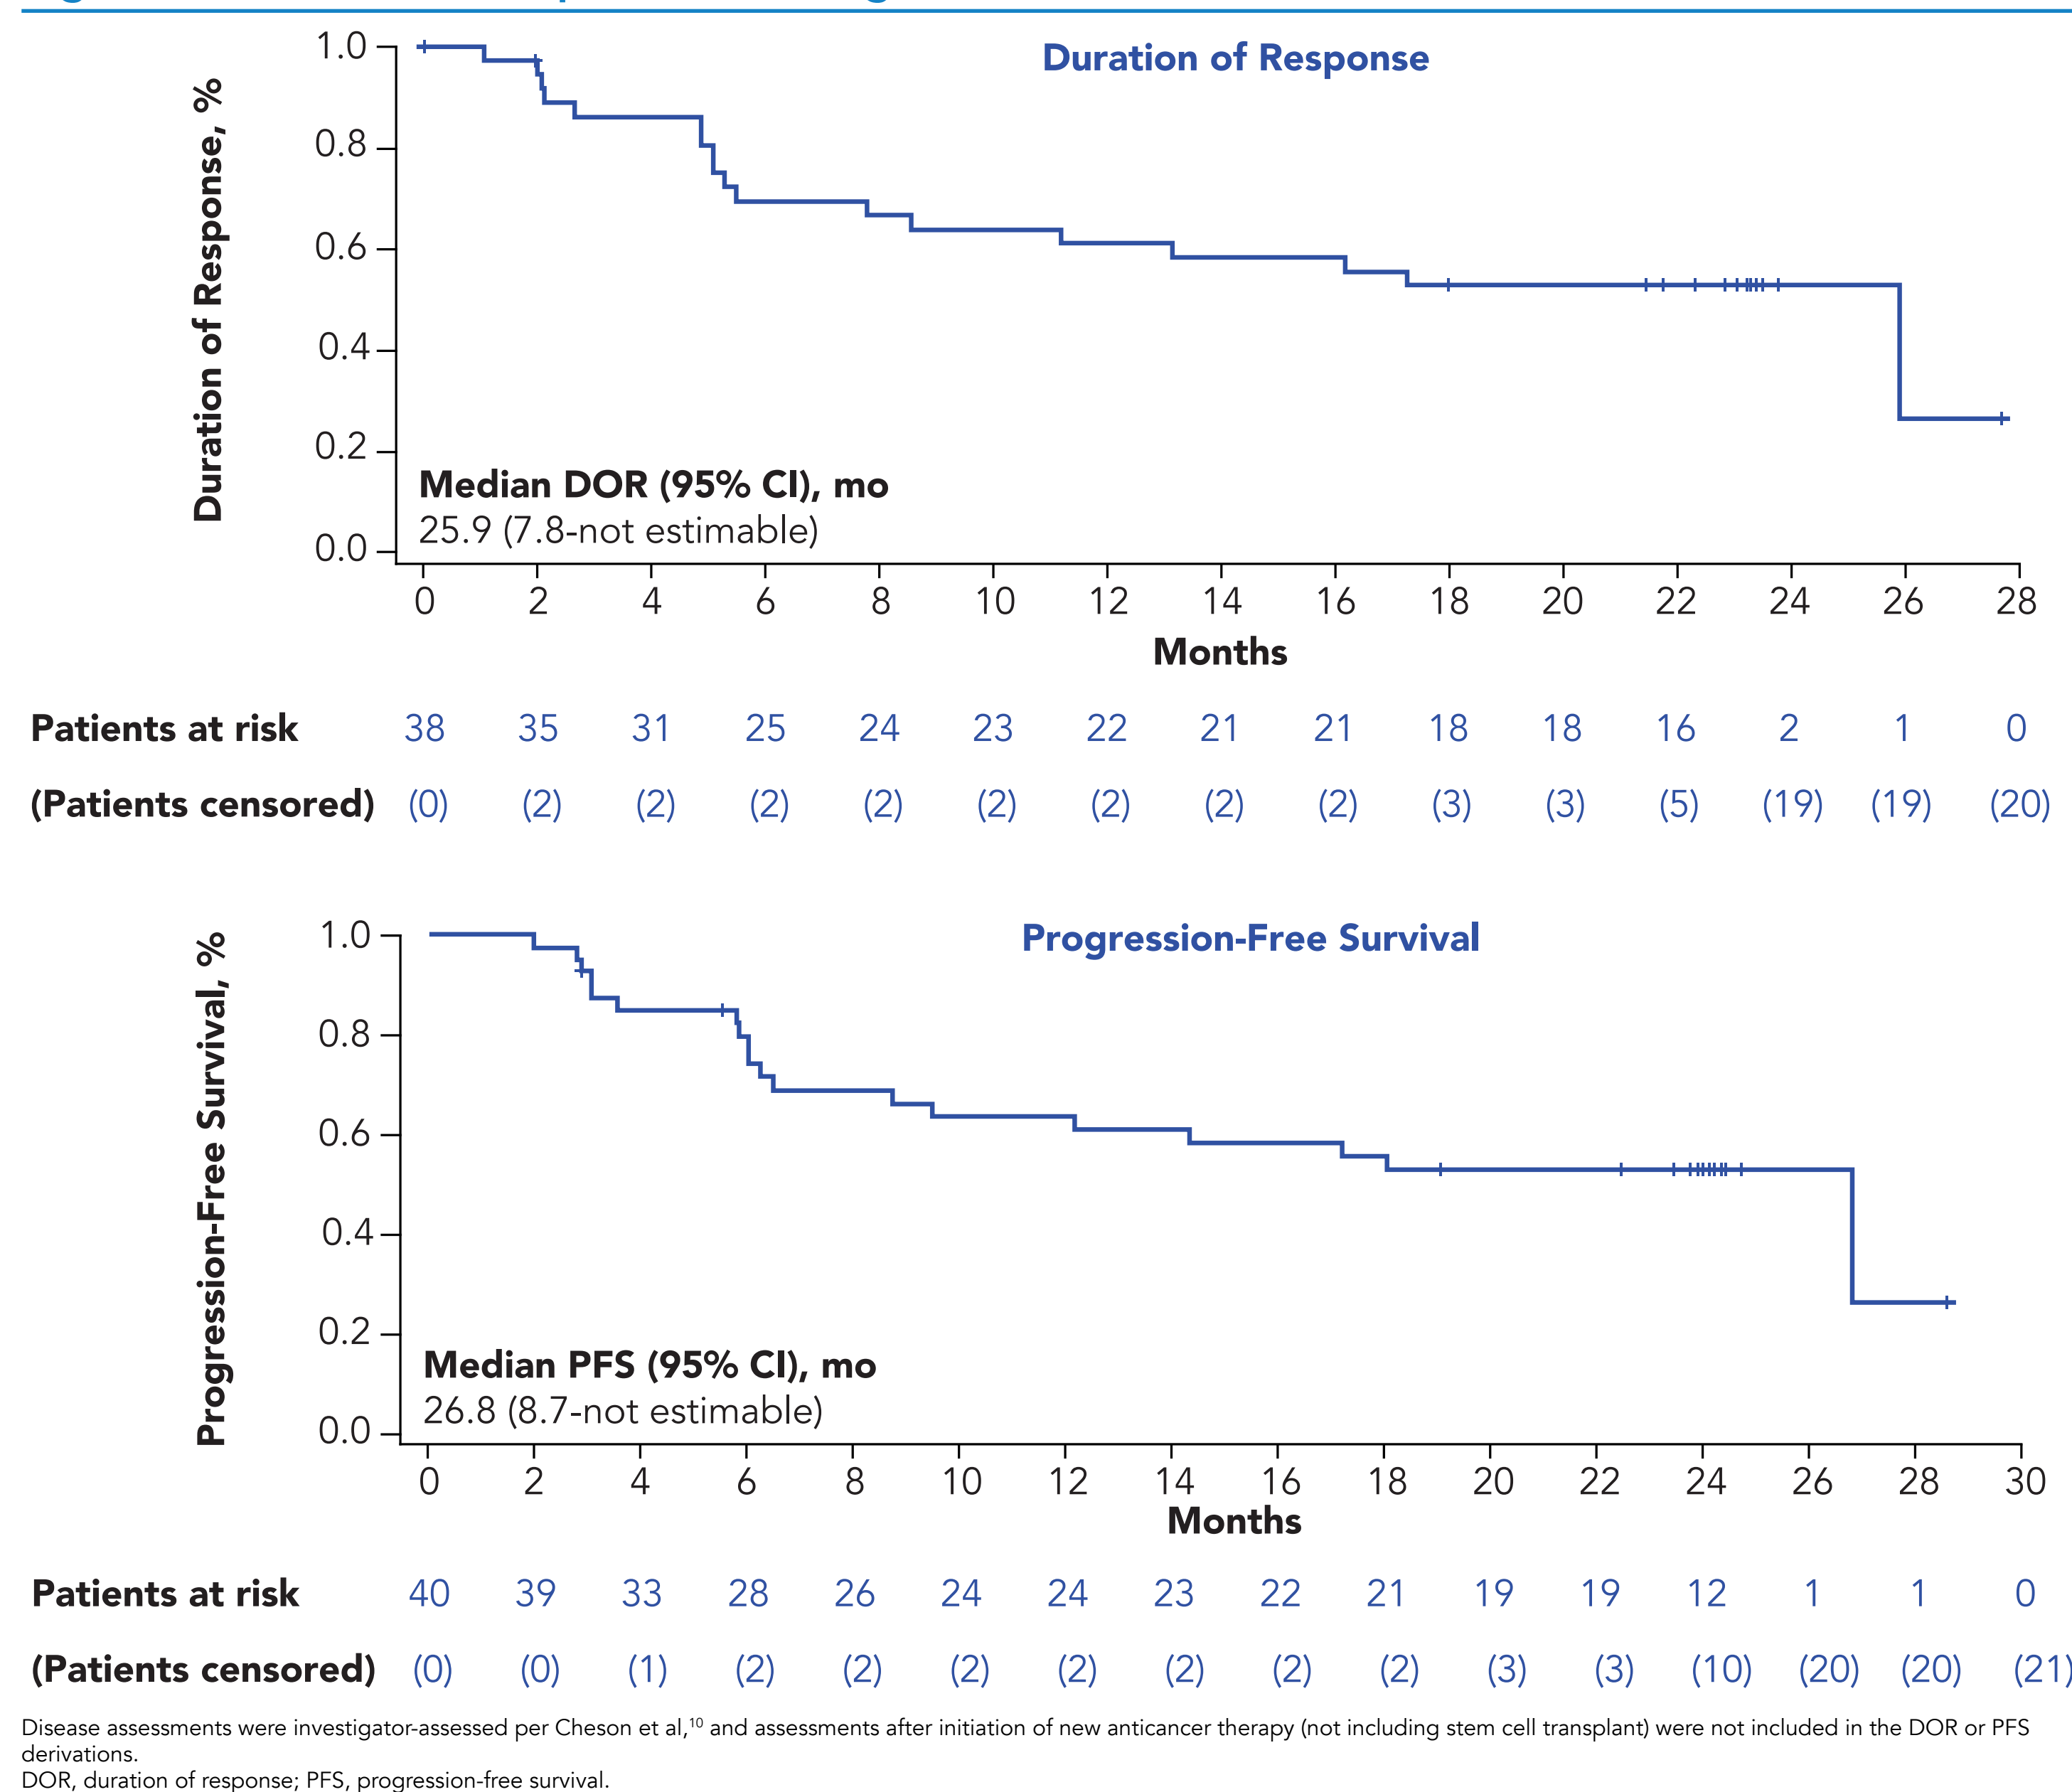 Duration of Response
Duration of Response, %
1.0
0.8
0.6
0.4
0.2
0.0
Median DOR (95% CI), mo
25.9 (7.8-not estimable)
0 2 4 6 8 10 12 14 16 18 20 22 24 26 28
Months
Patients at risk 38 35 31 25 24 23 22 21 21 18 18 16 2 1 0
(Patients censored) (0) (2) (2) (2) (2) (2) (2) (2) (2) (3) (3) (5) (19) (19) (20)
Progression-Free Survival
Progression-Free Survival, %
1.0
0.8
0.6
0.4
0.2
0.0
Median PFS (95% CI), mo
26.8 (8.7-not estimable)
0 2 4 6 8 10 12 14 16 18 20 22 24 26 28 30
Months
Patients at risk 40 39 33 28 26 24 24 23 22 21 19 19 12 1 1 0
(Patients censored) (0) (0) (1) (2) (2) (2) (2) (2) (2) (2) (3) (3) (10) (20) (20) (21)
Disease assessments were investigator-assessed per Cheson et al,¹⁰ and assessments after initiation of new anticancer therapy (not including stem cell transplant) were not included in the DOR or PFS
derivations.
DOR, duration of response; PFS, progression-free survival.